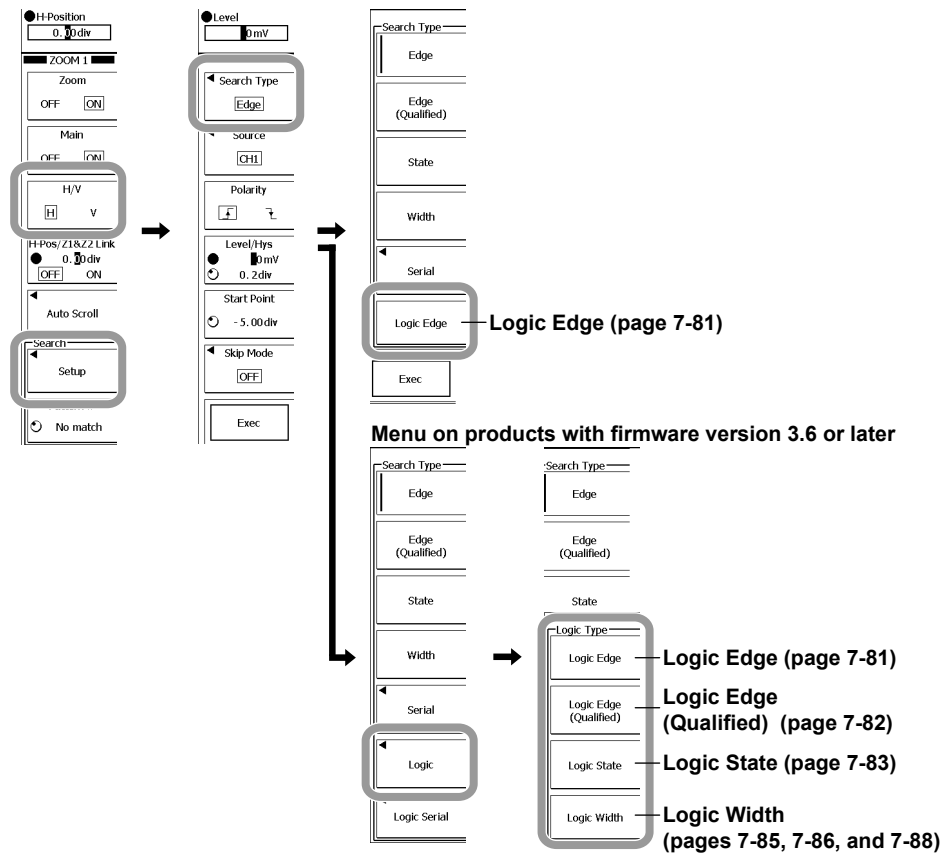 H-Position
0.00div
ZOOM 1
Zoom
OFF ON
Main
OFF ON
H/V
H V
H-Pos/Z1&Z2 Link
0.00div
OFF ON
Auto Scroll
Search
Setup
No match
Level
0mV
Search Type
Edge
Source
CH1
Polarity
Level/Hys
0mV
0.2div
Start Point
-5.00div
Skip Mode
OFF
Exec
Search Type
Edge
Edge
(Qualified)
State
Width
Serial
Logic Edge
Exec
Logic Edge (page 7-81)
Menu on products with firmware version 3.6 or later
Search Type
Edge
Edge
(Qualified)
State
Width
Serial
Logic
Logic Serial
Search Type
Edge
Edge
(Qualified)
State
Logic Type
Logic Edge
Logic Edge
(Qualified)
Logic State
Logic Width
Logic Edge (page 7-81)
Logic Edge
(Qualified) (page 7-82)
Logic State (page 7-83)
Logic Width
(pages 7-85, 7-86, and 7-88)